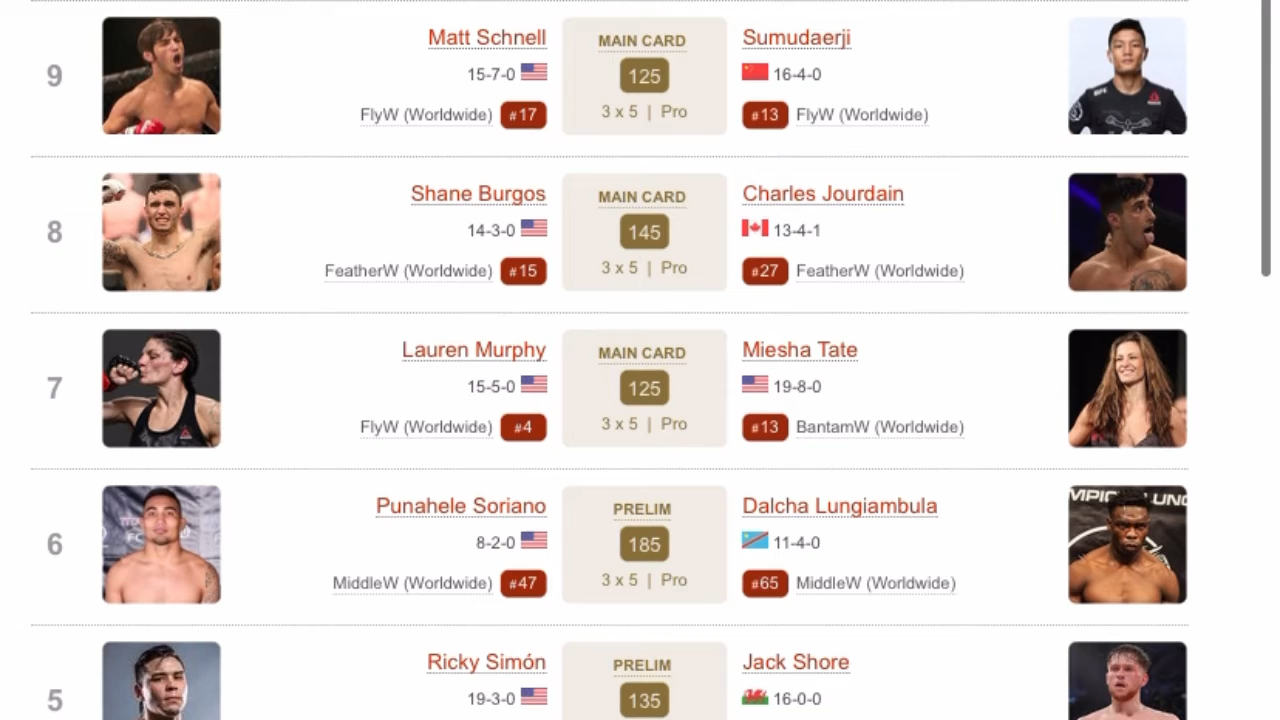 9
Matt Schnell
15-7-0
FlyW (Worldwide) #17
MAIN CARD
125
3 x 5 | Pro
Sumudaerji
16-4-0
#13 FlyW (Worldwide)
8
Shane Burgos
14-3-0
FeatherW (Worldwide) #15
MAIN CARD
145
3 x 5 | Pro
Charles Jourdain
13-4-1
#27 FeatherW (Worldwide)
7
Lauren Murphy
15-5-0
FlyW (Worldwide) #4
MAIN CARD
125
3 x 5 | Pro
Miesha Tate
19-8-0
#13 BantamW (Worldwide)
6
Punahele Soriano
8-2-0
MiddleW (Worldwide) #47
PRELIM
185
3 x 5 | Pro
Dalcha Lungiambula
11-4-0
#65 MiddleW (Worldwide)
5
Ricky Simón
19-3-0
PRELIM
135
Jack Shore
16-0-0